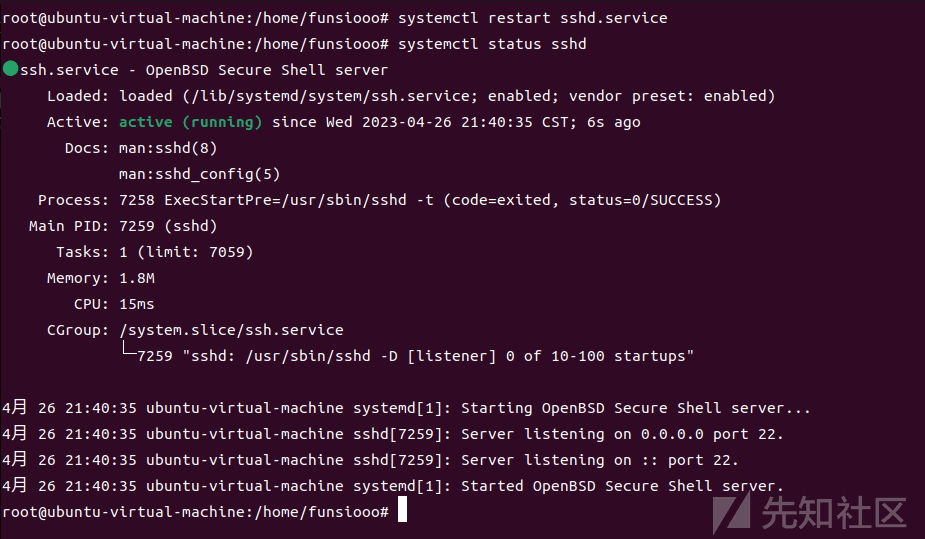 root@ubuntu-virtual-machine:/home/funsiooo# systemctl restart sshd.service
root@ubuntu-virtual-machine:/home/funsiooo# systemctl status sshd
ssh.service - OpenBSD Secure Shell server
Loaded: loaded (/lib/systemd/system/ssh.service; enabled; vendor preset: enabled)
Active: active (running) since Wed 2023-04-26 21:40:35 CST; 6s ago
Docs: man:sshd(8)
man:sshd_config(5)
Process: 7258 ExecStartPre=/usr/sbin/sshd -t (code=exited, status=0/SUCCESS)
Main PID: 7259 (sshd)
Tasks: 1 (limit: 7059)
Memory: 1.8M
CPU: 15ms
CGroup: /system.slice/ssh.service
└─7259 "sshd: /usr/sbin/sshd -D [listener] 0 of 10-100 startups"
4月 26 21:40:35 ubuntu-virtual-machine systemd[1]: Starting OpenBSD Secure Shell server...
4月 26 21:40:35 ubuntu-virtual-machine sshd[7259]: Server listening on 0.0.0.0 port 22.
4月 26 21:40:35 ubuntu-virtual-machine sshd[7259]: Server listening on :: port 22.
4月 26 21:40:35 ubuntu-virtual-machine systemd[1]: Started OpenBSD Secure Shell server.
root@ubuntu-virtual-machine:/home/funsiooo#
先知社区